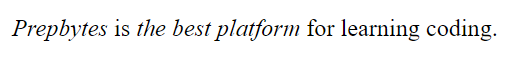 Prepbytes is the best platform for learning coding.